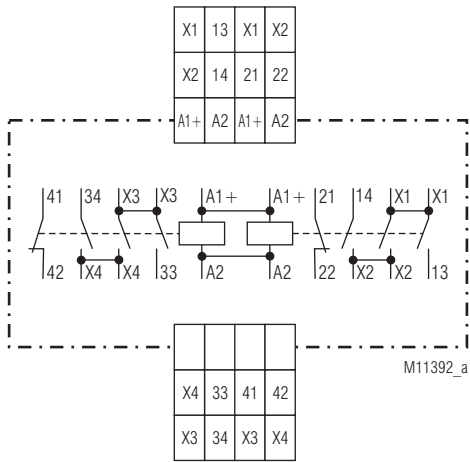 X1 13 X1 X2
X2 14 21 22
A1+ A2 A1+ A2
41 34 X3 X3 A1+ A1+ 21 14 X1 X1
42 X4 X4 33 A2 A2 22 X2 X2 13
M11392_a
X4 33 41 42
X3 34 X3 X4